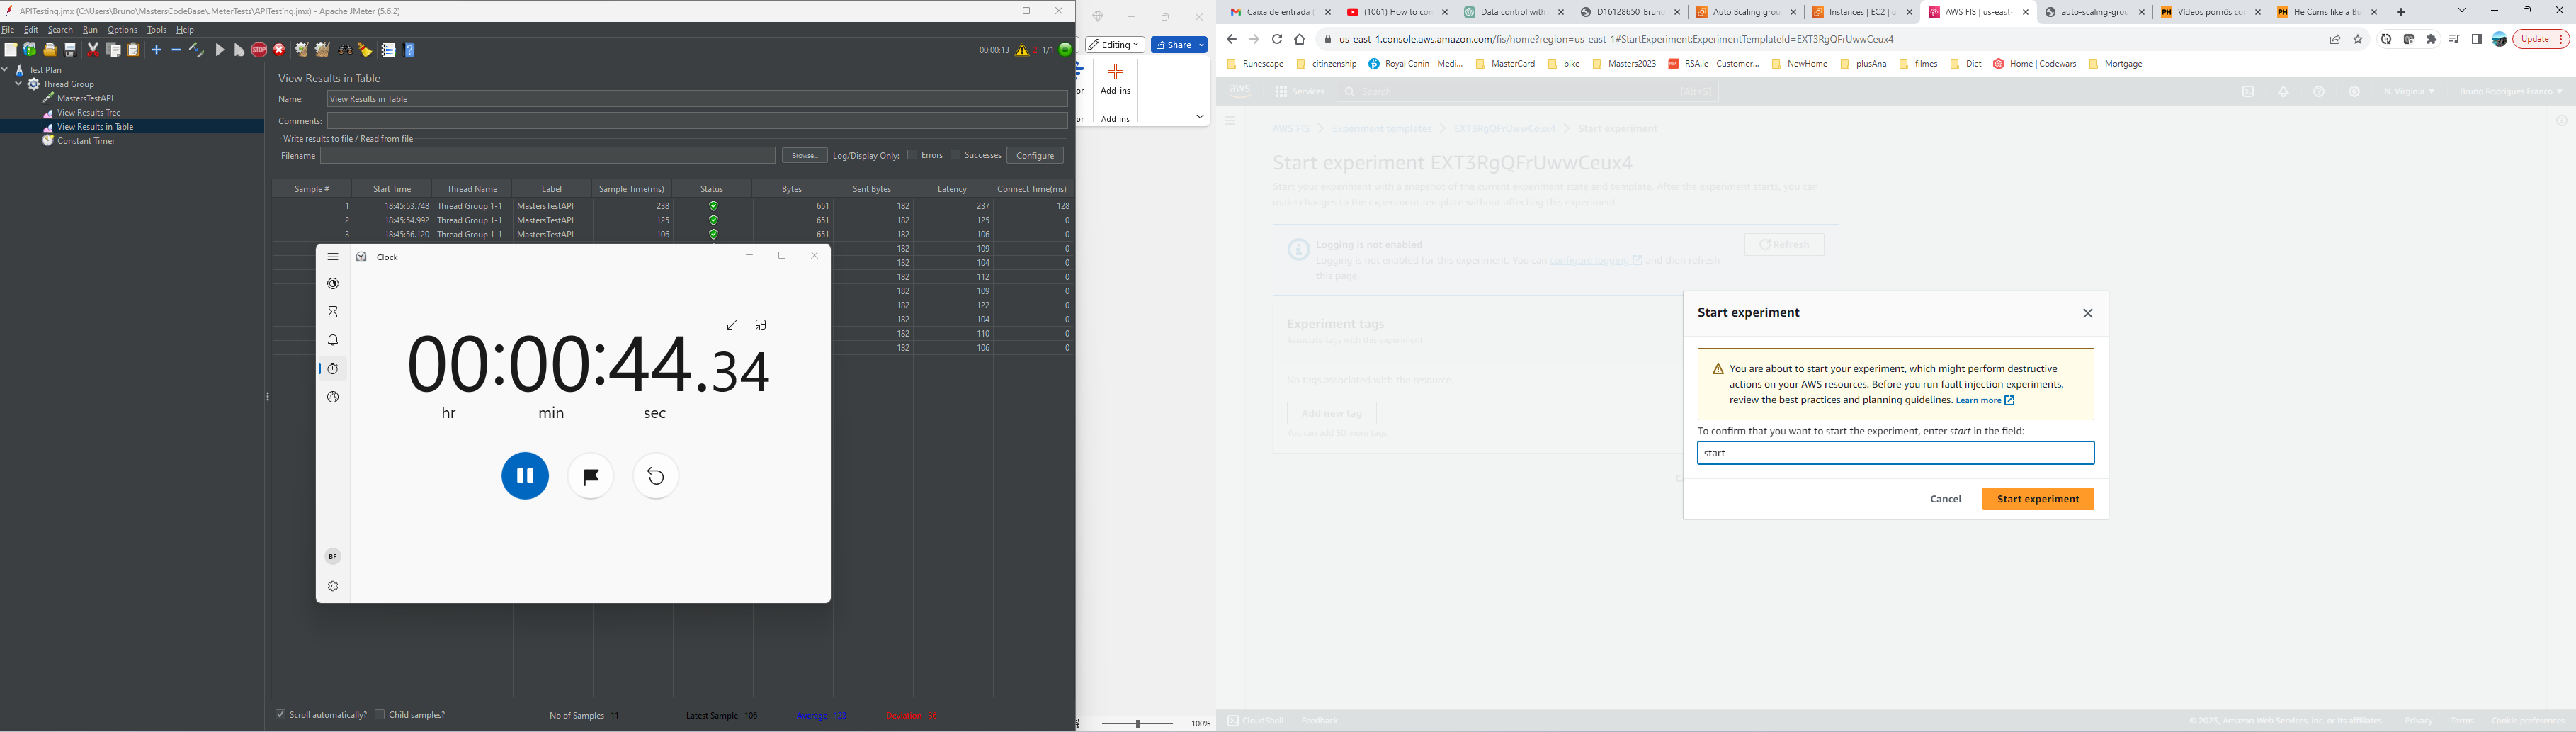 APITesting.jmx (C:\Users\Bruno\MastersCodeBase\JMeterTests\APITesting.jmx) - Apache JMeter (5.6.2)
File Edit Search Run Options Tools Help
00:00:13 1/1
Test Plan
Thread Group
MastersTestAPI
View Results Tree
View Results in Table
Constant Timer
View Results in Table
Name: View Results in Table
Comments:
Write results to file / Read from file
Filename Browse... Log/Display Only: Errors Successes Configure
Sample # Start Time Thread Name Label Sample Time(ms) Status Bytes Sent Bytes Latency Connect Time(ms)
1 18:45:53.748 Thread Group 1-1 MastersTestAPI 238 651 182 237 128
2 18:45:54.992 Thread Group 1-1 MastersTestAPI 125 651 182 125 0
3 18:45:56.120 Thread Group 1-1 MastersTestAPI 106 651 182 106 0
182 109 0
182 104 0
182 112 0
182 109 0
182 122 0
182 104 0
182 110 0
182 106 0
Clock
00:00:44.34
hr min sec
BF
Scroll automatically? Child samples? No of Samples 11 Latest Sample 106 Average 123 Deviation 36
Editing Share
or Add-ins
or Add-ins
100%
Caixa de entrada (
(1061) How to con
Data control with
D16128650_Bruno
Auto Scaling grou
Instances | EC2 | u
AWS FIS | us-east-
auto-scaling-grou
PH Vídeos pornôs co
PH He Cums like a Bu
us-east-1.console.aws.amazon.com/fis/home?region=us-east-1#StartExperiment:ExperimentTemplateId=EXT3RgQFrUwwCeux4
Update
Runescape citinzenship Royal Canin - Medi... MasterCard bike Masters2023 RSA.ie - Customer... NewHome plusAna filmes Diet Home | Codewars Mortgage
aws Services Search [Alt+S] N. Virginia Bruno Rodrigues Franco
AWS FIS Experiment templates EXT3RgQFrUwwCeux4 Start experiment
Start experiment EXT3RgQFrUwwCeux4
Start your experiment with a snapshot of the current experiment state and template. After the experiment starts, you can
make changes to the experiment template without affecting this experiment.
Logging is not enabled
Logging is not enabled for this experiment. You can configure logging and then refresh
this page.
Refresh
Experiment tags
Associate tags with this experiment.
No tags associated with the resource.
Add new tag
You can add 50 more tags.
Start experiment
You are about to start your experiment, which might perform destructive
actions on your AWS resources. Before you run fault injection experiments,
review the best practices and planning guidelines. Learn more
To confirm that you want to start the experiment, enter start in the field:
start
Cancel Start experiment
CloudShell Feedback © 2023, Amazon Web Services, Inc. or its affiliates. Privacy Terms Cookie preferences